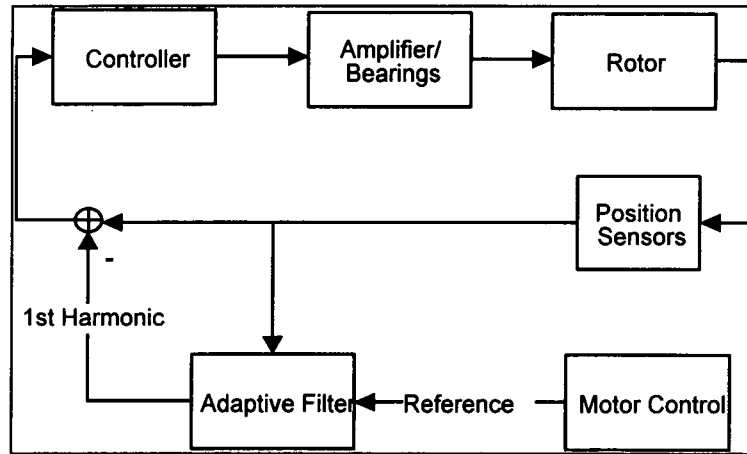 Controller
Amplifier/
Bearings
Rotor
Position
Sensors
-
1st Harmonic
Adaptive Filter
Reference
Motor Control